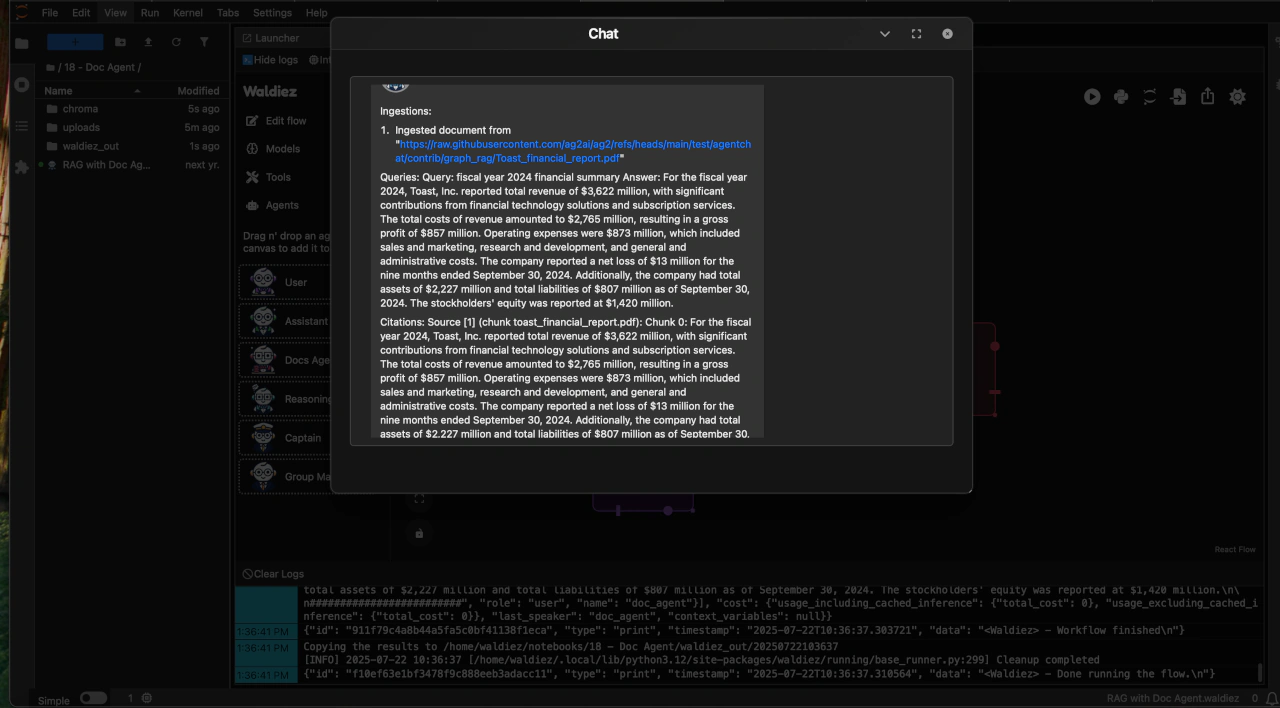 File Edit View Run Kernel Tabs Settings Help
Chat
Launcher
Hide logs
/ 18 - Doc Agent /
Name Modified
chroma 5s ago
uploads 5m ago
waldiez_out 1s ago
RAG with Doc Ag... next yr.
Waldiez
Edit flow
Models
Tools
Agents
Drag n' drop an ag
canvas to add it to
User
Assistant
Docs Age
Reasoning
Captain
Group Ma
Ingestions:
1. Ingested document from
"https://raw.githubusercontent.com/ag2ai/ag2/refs/heads/main/test/agentch
at/contrib/graph_rag/Toast_financial_report.pdf"
Queries: Query: fiscal year 2024 financial summary Answer: For the fiscal year
2024, Toast, Inc. reported total revenue of $3,622 million, with significant
contributions from financial technology solutions and subscription services.
The total costs of revenue amounted to $2,765 million, resulting in a gross
profit of $857 million. Operating expenses were $873 million, which included
sales and marketing, research and development, and general and
administrative costs. The company reported a net loss of $13 million for the
nine months ended September 30, 2024. Additionally, the company had total
assets of $2,227 million and total liabilities of $807 million as of September 30,
2024. The stockholders' equity was reported at $1,420 million.
Citations: Source [1] (chunk toast_financial_report.pdf): Chunk 0: For the fiscal
year 2024, Toast, Inc. reported total revenue of $3,622 million, with significant
contributions from financial technology solutions and subscription services.
The total costs of revenue amounted to $2,765 million, resulting in a gross
profit of $857 million. Operating expenses were $873 million, which included
sales and marketing, research and development, and general and
administrative costs. The company reported a net loss of $13 million for the
nine months ended September 30, 2024. Additionally, the company had total
assets of $2,227 million and total liabilities of $807 million as of September 30,
React Flow
Clear Logs
total assets of $2,227 million and total liabilities of $807 million as of September 30, 2024. The stockholders' equity was reported at $1,420 million.\n\
n##########################", "role": "user", "name": "doc_agent"}], "cost": {"usage_including_cached_inference": {"total_cost": 0}, "usage_excluding_cached_i
nference": {"total_cost": 0}}, "last_speaker": "doc_agent", "context_variables": null}}
1:36:41 PM {"id": "911f79c4a8b44a5fa5c0bf41138f1eca", "type": "print", "timestamp": "2025-07-22T10:36:37.303721", "data": "<Waldiez> - Workflow finished\n"}
1:36:41 PM Copying the results to /home/waldiez/notebooks/18 - Doc Agent/waldiez_out/20250722103637
[INFO] 2025-07-22 10:36:37 [/home/waldiez/.local/lib/python3.12/site-packages/waldiez/running/base_runner.py:299] Cleanup completed
1:36:41 PM {"id": "f10ef63e1bf3478f9c888eeb3adacc11", "type": "print", "timestamp": "2025-07-22T10:36:37.310564", "data": "<Waldiez> - Done running the flow.\n"}
Simple 1 RAG with Doc Agent.waldiez 0